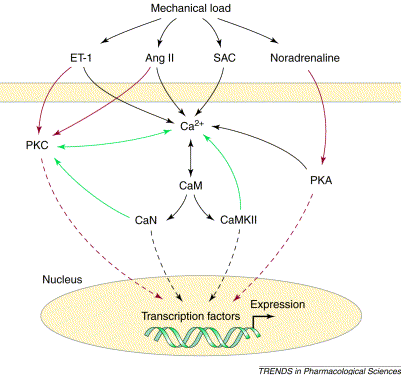 Mechanical load
ET-1 Ang II SAC Noradrenaline
Ca2+
PKC
CaM
PKA
CaN CaMKII
Nucleus
Expression
Transcription factors
TRENDS in Pharmacological Sciences